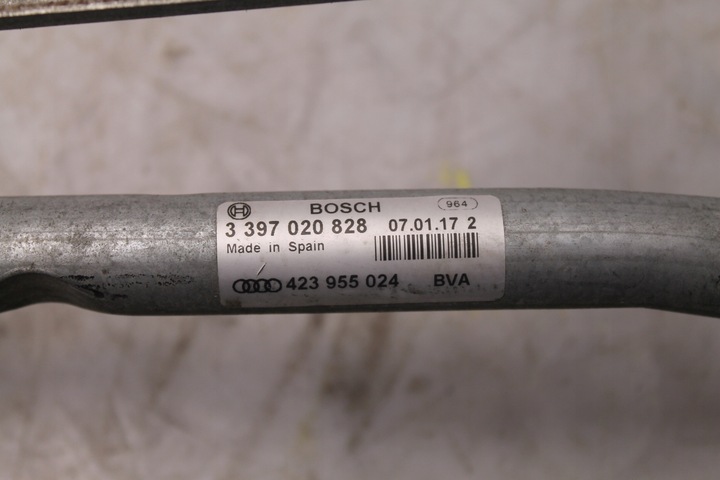 BOSCH 964
3 397 020 828 07.01.17 2
Made in Spain
423 955 024 BVA